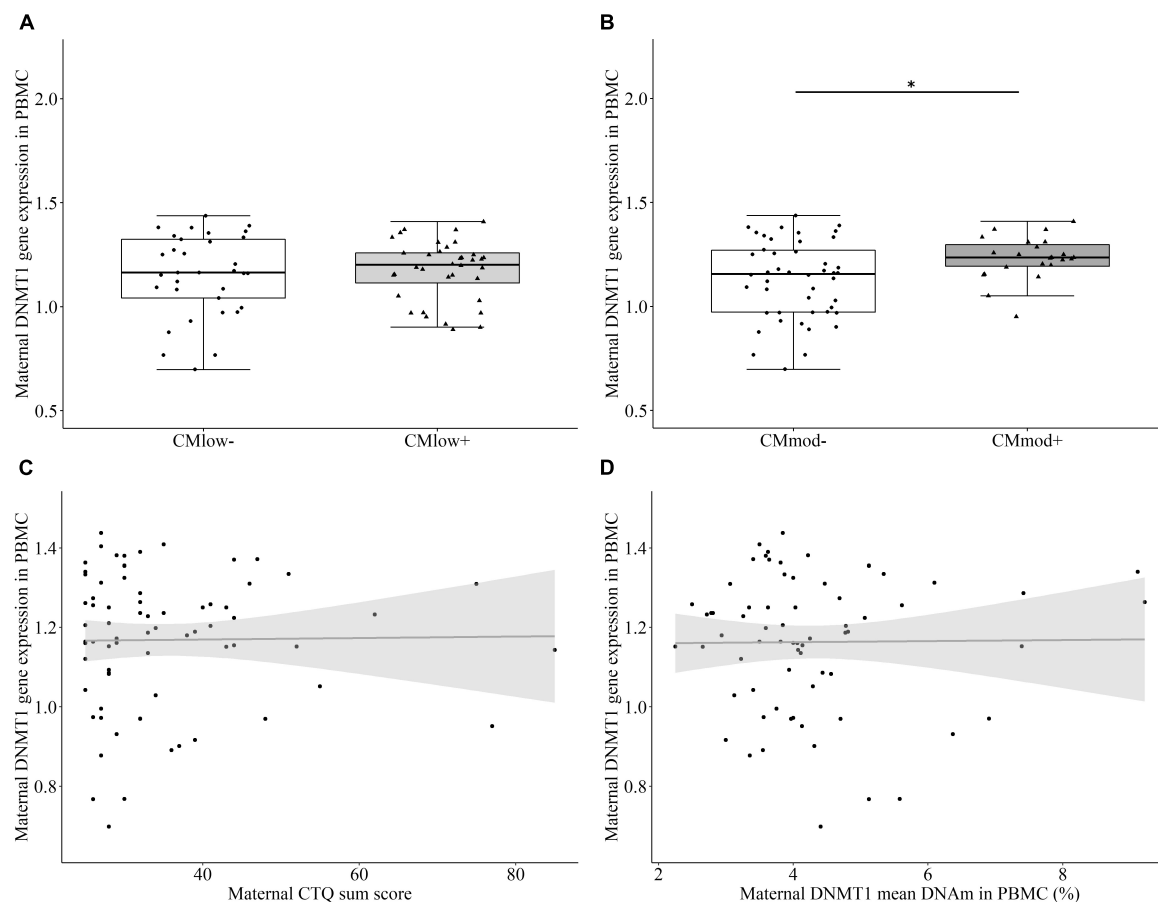 A
Maternal DNMT1 gene expression in PBMC
2.0
1.5
1.0
0.5
CMlow-
CMlow+
B
Maternal DNMT1 gene expression in PBMC
2.0
1.5
1.0
0.5
*
CMmod-
CMmod+
C
Maternal DNMT1 gene expression in PBMC
1.4
1.2
1.0
0.8
40
60
80
Maternal CTQ sum score
D
Maternal DNMT1 gene expression in PBMC
1.4
1.2
1.0
0.8
2
4
6
8
Maternal DNMT1 mean DNAm in PBMC (%)